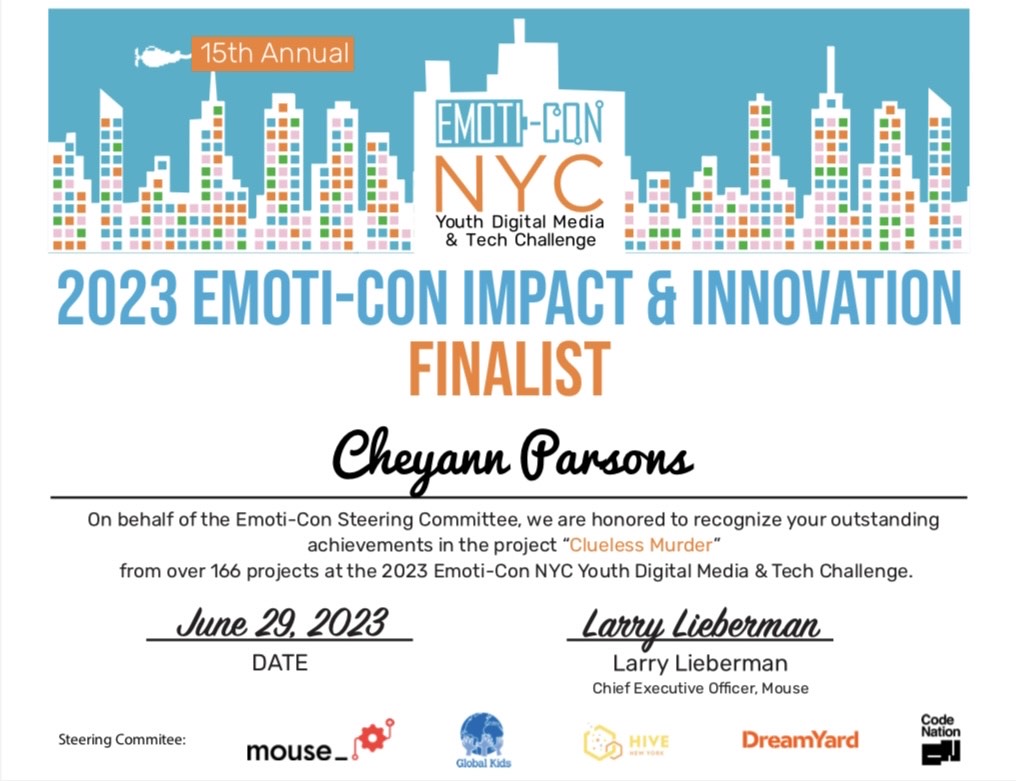 15th Annual
EMOTI-CON
NYC
Youth Digital Media
& Tech Challenge
2023 EMOTI-CON IMPACT & INNOVATION
FINALIST
Cheyann Parsons
On behalf of the Emoti-Con Steering Committee, we are honored to recognize your outstanding
achievements in the project “Clueless Murder“
from over 166 projects at the 2023 Emoti-Con NYC Youth Digital Media & Tech Challenge.
June 29, 2023 Larry Lieberman
DATE Larry Lieberman
Chief Executive Officer, Mouse
Steering Commitee: mouse_ Global Kids HIVE NEW YORK DreamYard Code Nation